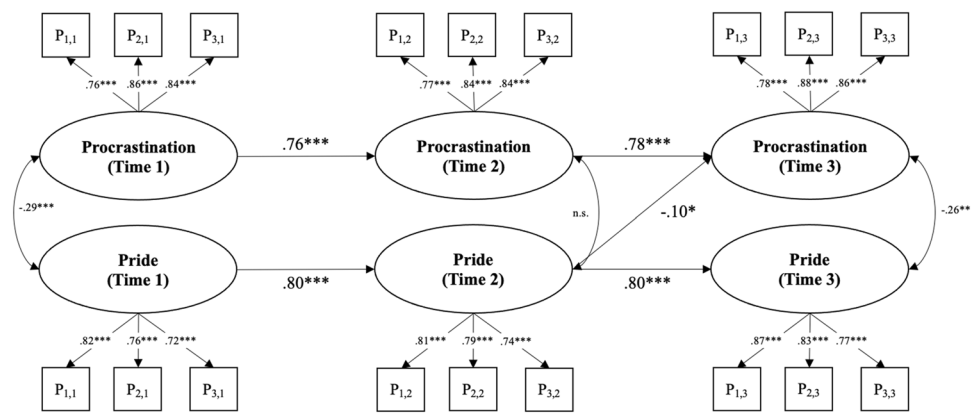 P1,1 P2,1 P3,1 P1,2 P2,2 P3,2 P1,3 P2,3 P3,3
.76*** .86*** .84*** .77*** .84*** .84*** .78*** .88*** .86***
Procrastination
(Time 1)
.76***
Procrastination
(Time 2)
.78***
Procrastination
(Time 3)
-.29***
n.s.
-.10*
-.26**
Pride
(Time 1)
.80***
Pride
(Time 2)
.80***
Pride
(Time 3)
.82*** .76*** .72*** .81*** .79*** .74*** .87*** .83*** .77***
P1,1 P2,1 P3,1 P1,2 P2,2 P3,2 P1,3 P2,3 P3,3